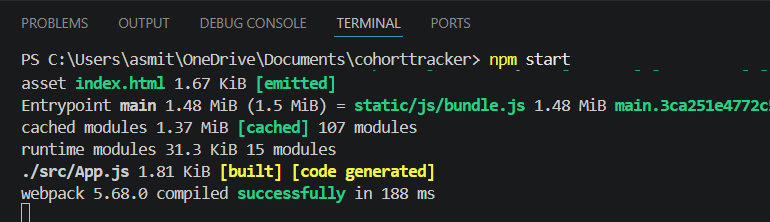 PROBLEMS OUTPUT DEBUG CONSOLE TERMINAL PORTS
PS C:\Users\asmit\OneDrive\Documents\cohorttracker> npm start
asset index.html 1.67 KiB [emitted]
Entrypoint main 1.48 MiB (1.5 MiB) = static/js/bundle.js 1.48 MiB main.3ca251e4772c
cached modules 1.37 MiB [cached] 107 modules
runtime modules 31.3 KiB 15 modules
./src/App.js 1.81 KiB [built] [code generated]
webpack 5.68.0 compiled successfully in 188 ms